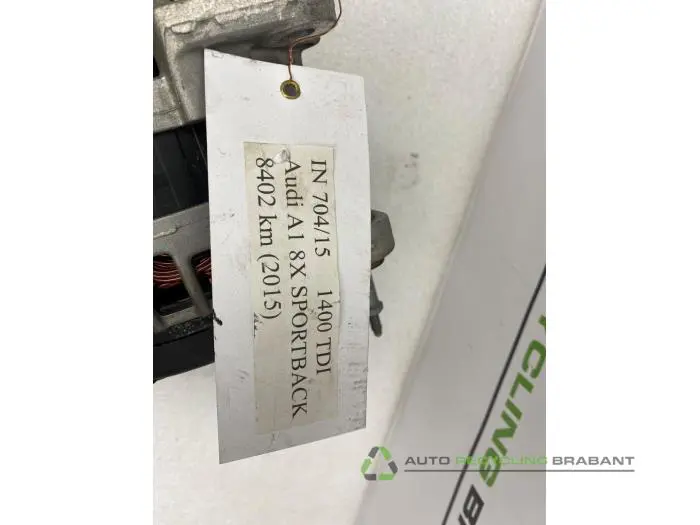 IN 704/15 1400 TDI
Audi A1 8X SPORTBACK
8402 km (2015)
AUTO RECYCLING BRABANT